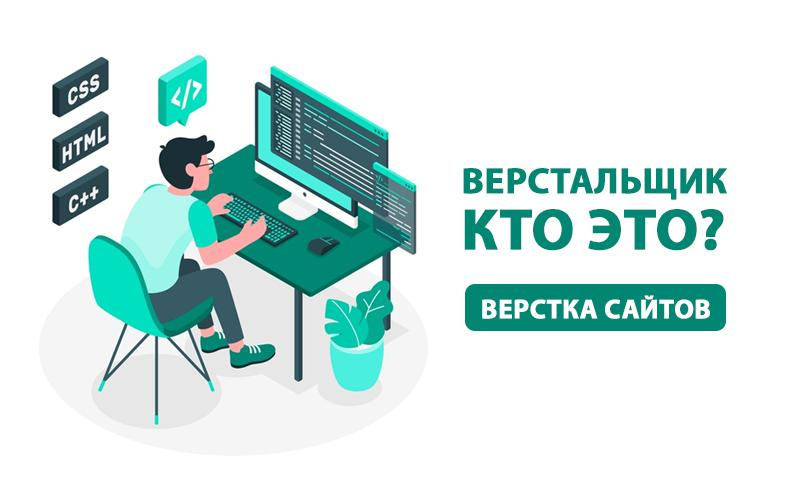 CSS
</>
HTML
C++
ВЕРСТАЛЬЩИК
КТО ЭТО?
ВЕРСТКА САЙТОВ